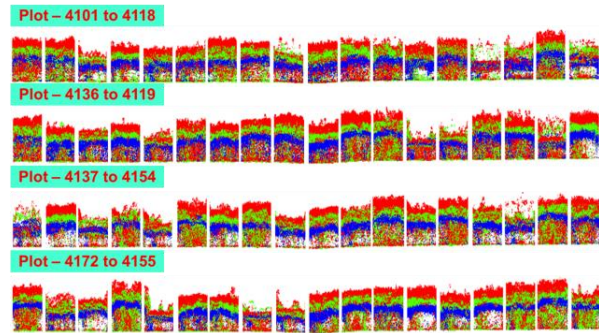 Plot – 4101 to 4118
Plot – 4136 to 4119
Plot – 4137 to 4154
Plot – 4172 to 4155